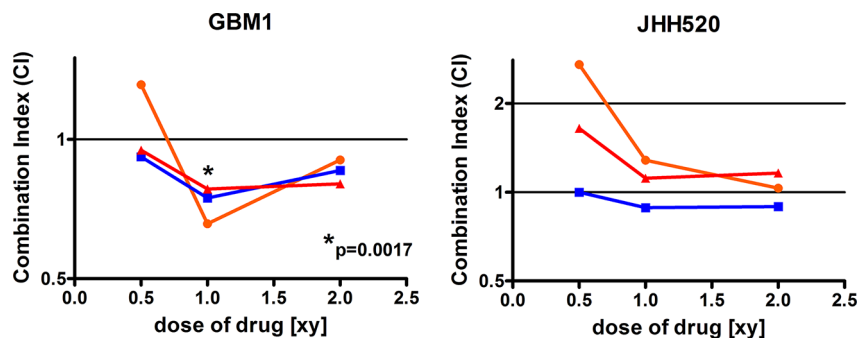 GBM1
Combination Index (CI)
1
0.5
*
* p=0.0017
0.0 0.5 1.0 1.5 2.0 2.5
dose of drug [xy]
JHH520
Combination Index (CI)
2
1
0.5
0.0 0.5 1.0 1.5 2.0 2.5
dose of drug [xy]